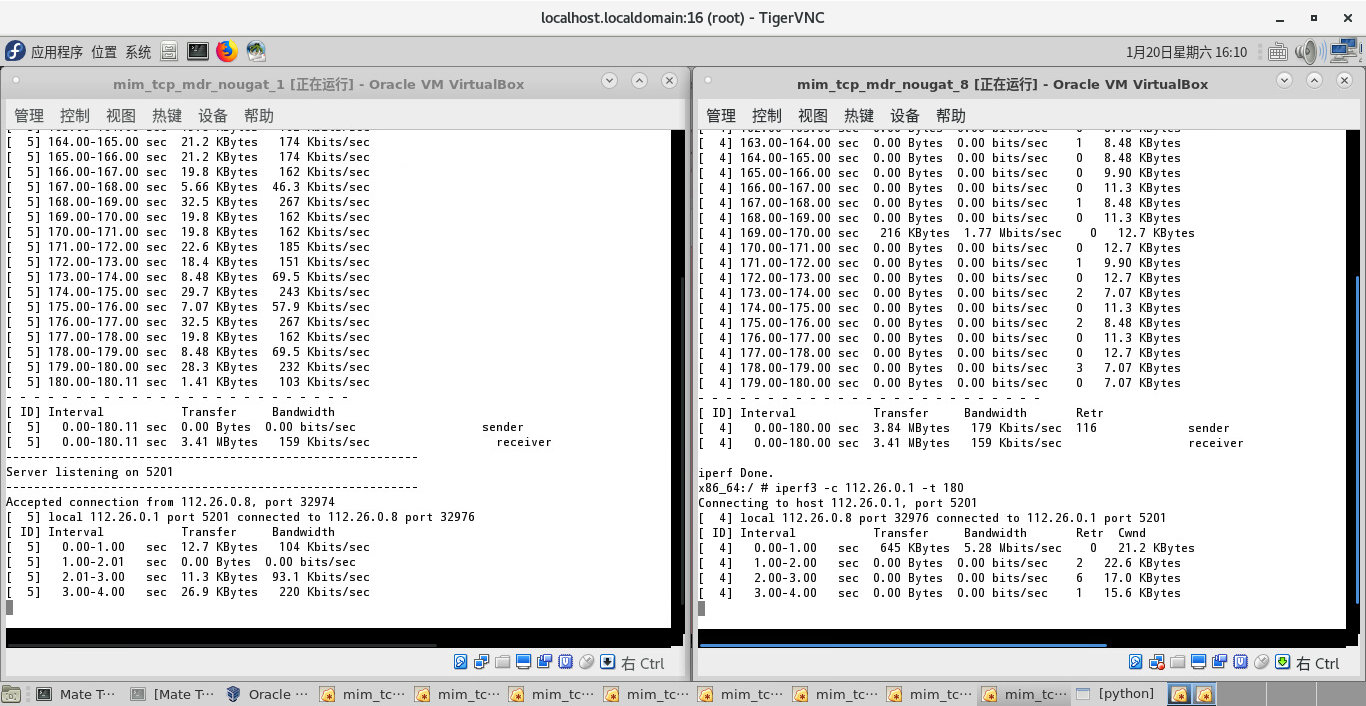 localhost.localdomain:16 (root) - TigerVNC
应用程序 位置 系统
1月20日星期六 16:10
mim_tcp_mdr_nougat_1 [正在运行] - Oracle VM VirtualBox
管理 控制 视图 热键 设备 帮助
[  5] 164.00-165.00 sec  21.2 KBytes   174 Kbits/sec
[  5] 165.00-166.00 sec  21.2 KBytes   174 Kbits/sec
[  5] 166.00-167.00 sec  19.8 KBytes   162 Kbits/sec
[  5] 167.00-168.00 sec  5.66 KBytes  46.3 Kbits/sec
[  5] 168.00-169.00 sec  32.5 KBytes   267 Kbits/sec
[  5] 169.00-170.00 sec  19.8 KBytes   162 Kbits/sec
[  5] 170.00-171.00 sec  19.8 KBytes   162 Kbits/sec
[  5] 171.00-172.00 sec  22.6 KBytes   185 Kbits/sec
[  5] 172.00-173.00 sec  18.4 KBytes   151 Kbits/sec
[  5] 173.00-174.00 sec  8.48 KBytes  69.5 Kbits/sec
[  5] 174.00-175.00 sec  29.7 KBytes   243 Kbits/sec
[  5] 175.00-176.00 sec  7.07 KBytes  57.9 Kbits/sec
[  5] 176.00-177.00 sec  32.5 KBytes   267 Kbits/sec
[  5] 177.00-178.00 sec  19.8 KBytes   162 Kbits/sec
[  5] 178.00-179.00 sec  8.48 KBytes  69.5 Kbits/sec
[  5] 179.00-180.00 sec  28.3 KBytes   232 Kbits/sec
[  5] 180.00-180.11 sec  1.41 KBytes   103 Kbits/sec
- - - - - - - - - - - - - - - - - - - - - - - - -
[ ID] Interval           Transfer     Bandwidth
[  5]   0.00-180.11 sec  0.00 Bytes  0.00 bits/sec                  sender
[  5]   0.00-180.11 sec  3.41 MBytes   159 Kbits/sec                  receiver
-----------------------------------------------------------
Server listening on 5201
-----------------------------------------------------------
Accepted connection from 112.26.0.8, port 32974
[  5] local 112.26.0.1 port 5201 connected to 112.26.0.8 port 32976
[ ID] Interval           Transfer     Bandwidth
[  5]   0.00-1.00   sec  12.7 KBytes   104 Kbits/sec
[  5]   1.00-2.01   sec  0.00 Bytes  0.00 bits/sec
[  5]   2.01-3.00   sec  11.3 KBytes  93.1 Kbits/sec
[  5]   3.00-4.00   sec  26.9 KBytes   220 Kbits/sec
右 Ctrl
mim_tcp_mdr_nougat_8 [正在运行] - Oracle VM VirtualBox
管理 控制 视图 热键 设备 帮助
[  4] 163.00-164.00 sec  0.00 Bytes  0.00 bits/sec    1   8.48 KBytes
[  4] 164.00-165.00 sec  0.00 Bytes  0.00 bits/sec    0   8.48 KBytes
[  4] 165.00-166.00 sec  0.00 Bytes  0.00 bits/sec    0   9.90 KBytes
[  4] 166.00-167.00 sec  0.00 Bytes  0.00 bits/sec    0   11.3 KBytes
[  4] 167.00-168.00 sec  0.00 Bytes  0.00 bits/sec    1   8.48 KBytes
[  4] 168.00-169.00 sec  0.00 Bytes  0.00 bits/sec    0   11.3 KBytes
[  4] 169.00-170.00 sec   216 KBytes  1.77 Mbits/sec    0   12.7 KBytes
[  4] 170.00-171.00 sec  0.00 Bytes  0.00 bits/sec    0   12.7 KBytes
[  4] 171.00-172.00 sec  0.00 Bytes  0.00 bits/sec    1   9.90 KBytes
[  4] 172.00-173.00 sec  0.00 Bytes  0.00 bits/sec    0   12.7 KBytes
[  4] 173.00-174.00 sec  0.00 Bytes  0.00 bits/sec    2   7.07 KBytes
[  4] 174.00-175.00 sec  0.00 Bytes  0.00 bits/sec    0   11.3 KBytes
[  4] 175.00-176.00 sec  0.00 Bytes  0.00 bits/sec    2   8.48 KBytes
[  4] 176.00-177.00 sec  0.00 Bytes  0.00 bits/sec    0   11.3 KBytes
[  4] 177.00-178.00 sec  0.00 Bytes  0.00 bits/sec    0   12.7 KBytes
[  4] 178.00-179.00 sec  0.00 Bytes  0.00 bits/sec    3   7.07 KBytes
[  4] 179.00-180.00 sec  0.00 Bytes  0.00 bits/sec    0   7.07 KBytes
- - - - - - - - - - - - - - - - - - - - - - - - -
[ ID] Interval           Transfer     Bandwidth       Retr
[  4]   0.00-180.00 sec  3.84 MBytes   179 Kbits/sec  116             sender
[  4]   0.00-180.00 sec  3.41 MBytes   159 Kbits/sec                  receiver
iperf Done.
x86_64:/ # iperf3 -c 112.26.0.1 -t 180
Connecting to host 112.26.0.1, port 5201
[  4] local 112.26.0.8 port 32976 connected to 112.26.0.1 port 5201
[ ID] Interval           Transfer     Bandwidth       Retr  Cwnd
[  4]   0.00-1.00   sec   645 KBytes  5.28 Mbits/sec    0   21.2 KBytes
[  4]   1.00-2.00   sec  0.00 Bytes  0.00 bits/sec    2   22.6 KBytes
[  4]   2.00-3.00   sec  0.00 Bytes  0.00 bits/sec    6   17.0 KBytes
[  4]   3.00-4.00   sec  0.00 Bytes  0.00 bits/sec    1   15.6 KBytes
右 Ctrl
Mate T··· [Mate T··· Oracle ··· mim_tc··· mim_tc··· mim_tc··· mim_tc··· mim_tc··· mim_tc··· mim_tc··· mim_tc··· [python]